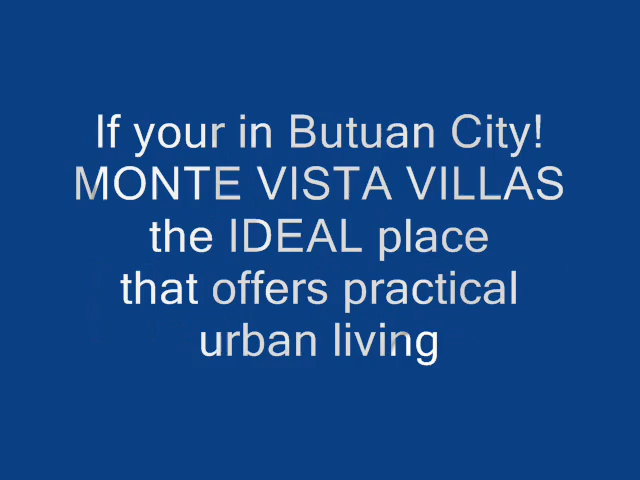 If your in Butuan City!
MONTE VISTA VILLAS
the IDEAL place
that offers practical
urban living